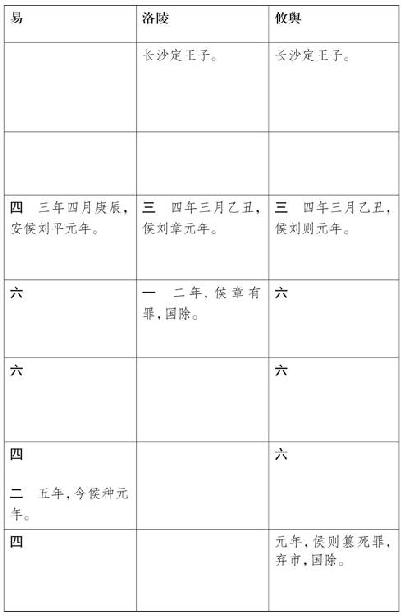 易	洛陵	攸舆
长沙定王子。	长沙定王子。
四　三年四月庚辰，	三　四年三月乙丑，	三　四年三月乙丑，
安侯刘平元年。	侯刘章元年。	侯刘则元年。
六	一　二年，侯章有	六
罪，国除。
六	六
四	六
二　五年，今侯种元
年。
四	元年，侯则篡死罪，
弃市，国除。